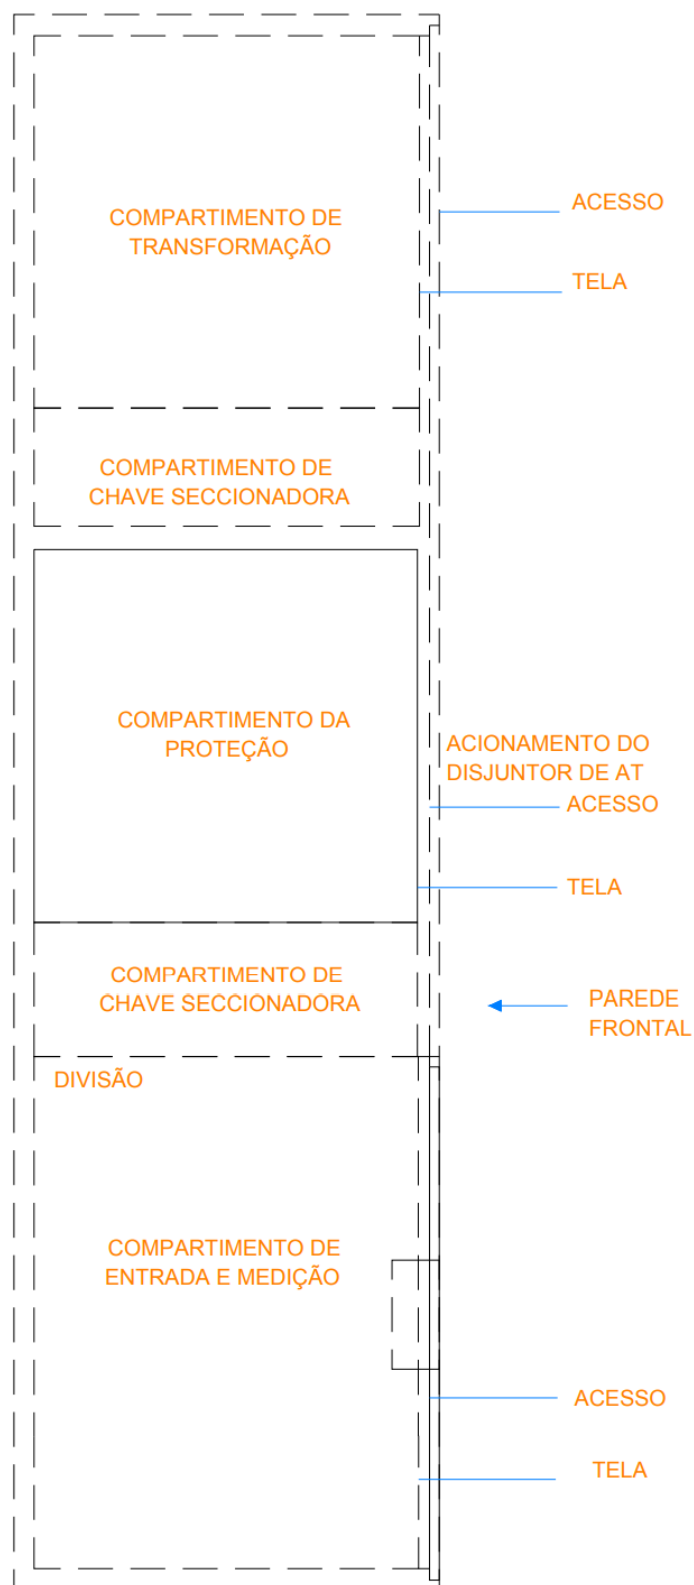 ACESSO
COMPARTIMENTO DE
TRANSFORMAÇÃO
TELA
COMPARTIMENTO DE
CHAVE SECCIONADORA
COMPARTIMENTO DA
PROTEÇÃO
ACIONAMENTO DO
DISJUNTOR DE AT
ACESSO
TELA
COMPARTIMENTO DE
CHAVE SECCIONADORA
PAREDE
FRONTAL
DIVISÃO
COMPARTIMENTO DE
ENTRADA E MEDIÇÃO
ACESSO
TELA